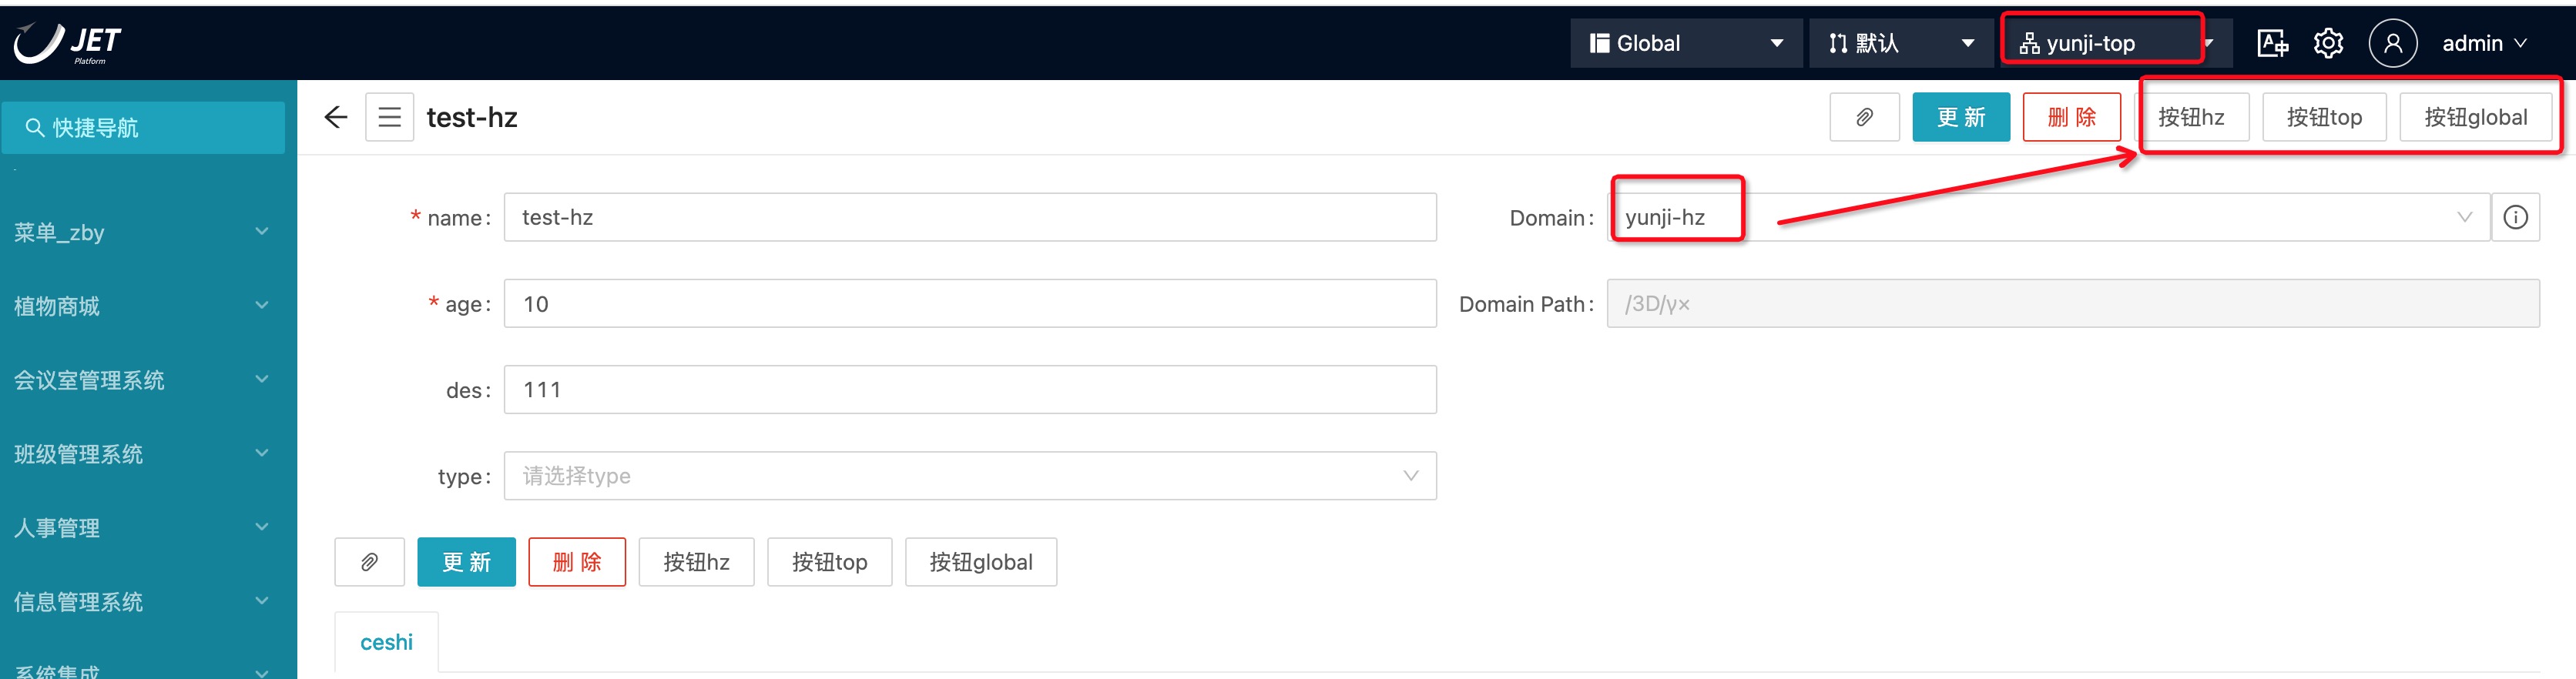 JET
Platform
Global
默认
yunji-top
admin
快捷导航
菜单_zby
植物商城
会议室管理系统
班级管理系统
人事管理
信息管理系统
系统集成
test-hz
更 新
删 除
按钮hz
按钮top
按钮global
* name: test-hz
Domain: yunji-hz
* age: 10
Domain Path: /3D/γ×
des: 111
type: 请选择type
更 新
删 除
按钮hz
按钮top
按钮global
ceshi